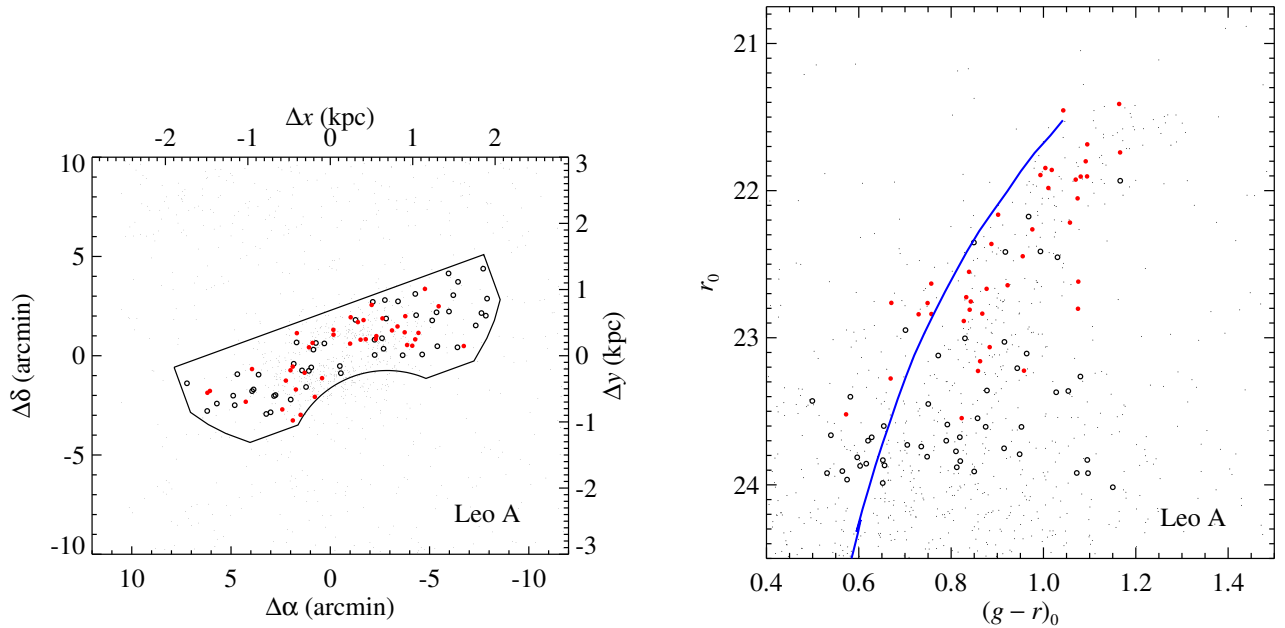 Δx (kpc)
-2 -1 0 1 2
10 5 0 -5 -10
Δδ (arcmin)
3 2 1 0 -1 -2 -3
Δy (kpc)
Leo A
10 5 0 -5 -10
Δα (arcmin)
21 22 23 24
r0
Leo A
0.4 0.6 0.8 1.0 1.2 1.4
(g − r)0